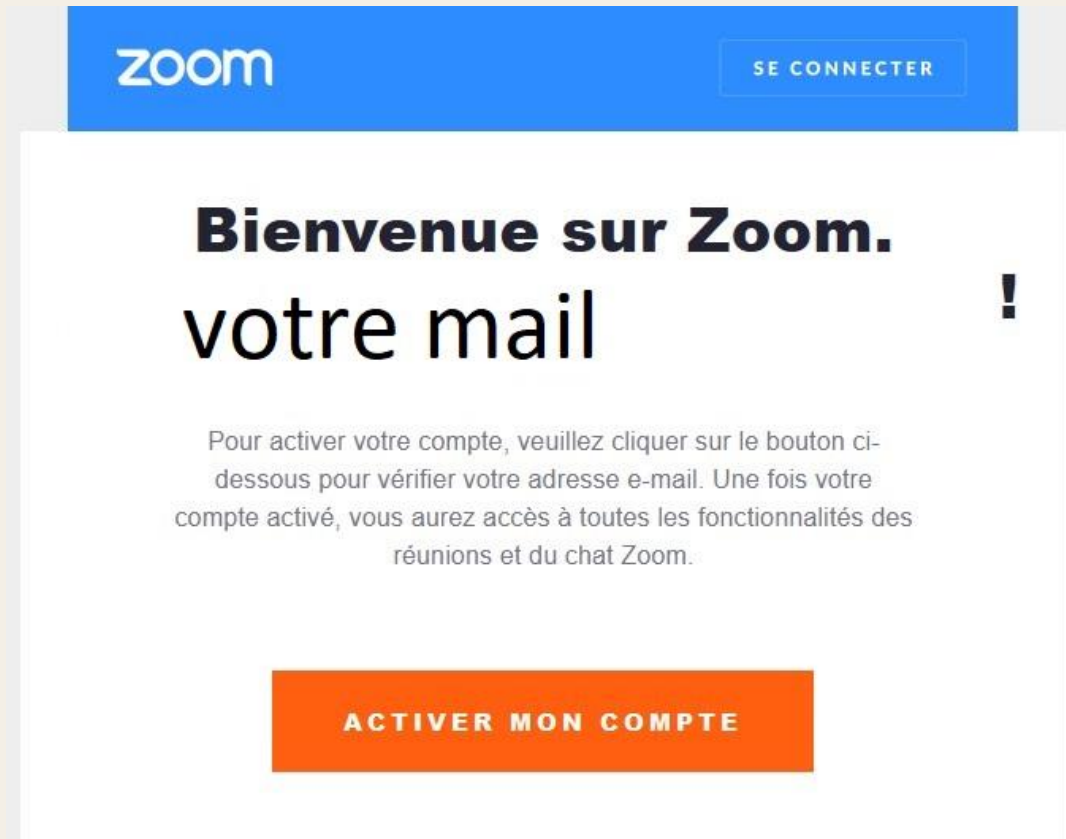 zoom
SE CONNECTER
Bienvenue sur Zoom.
votre mail !
Pour activer votre compte, veuillez cliquer sur le bouton ci-
dessous pour vérifier votre adresse e-mail. Une fois votre
compte activé, vous aurez accès à toutes les fonctionnalités des
réunions et du chat Zoom.
ACTIVER MON COMPTE